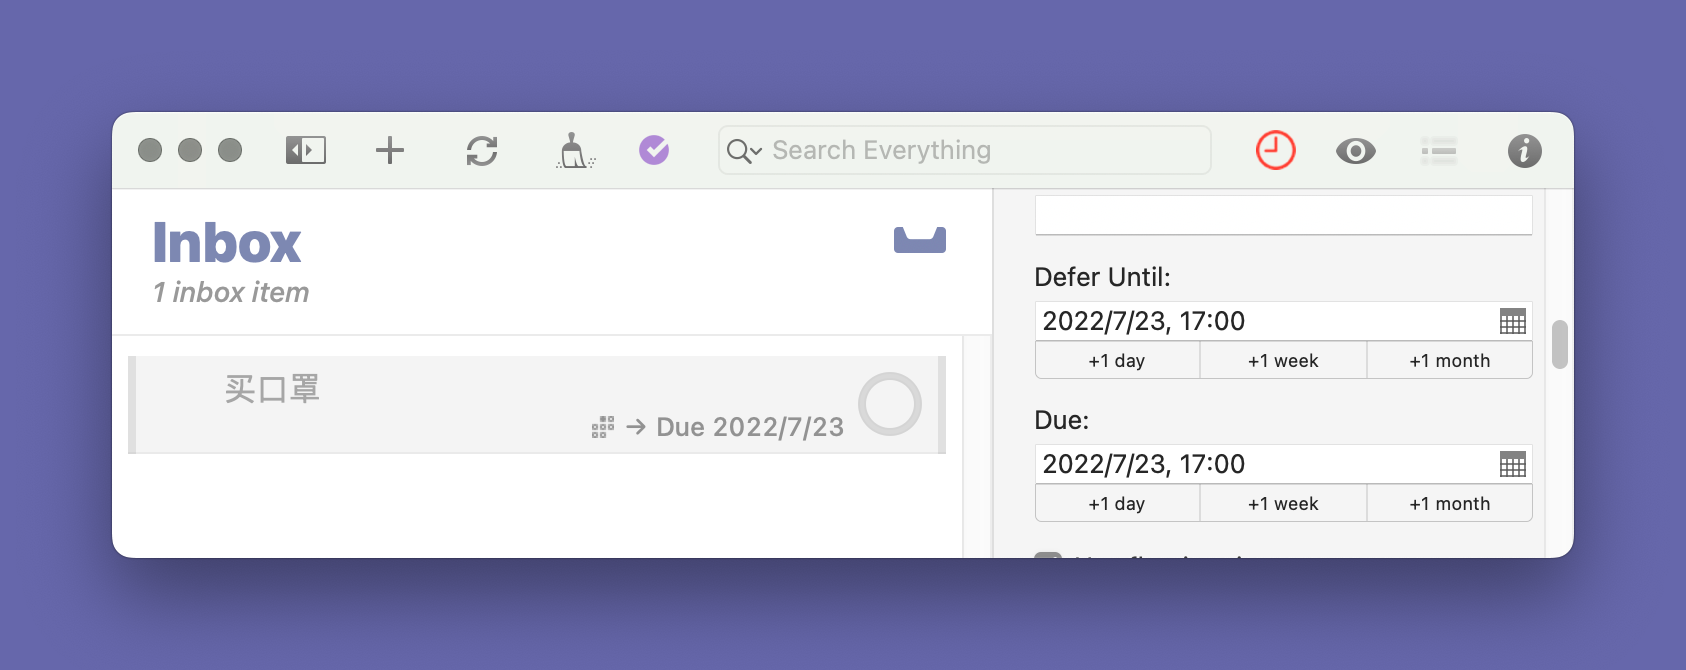 Search Everything
Inbox
1 inbox item
买口罩
Due 2022/7/23
Defer Until:
2022/7/23, 17:00
+1 day
+1 week
+1 month
Due:
2022/7/23, 17:00
+1 day
+1 week
+1 month